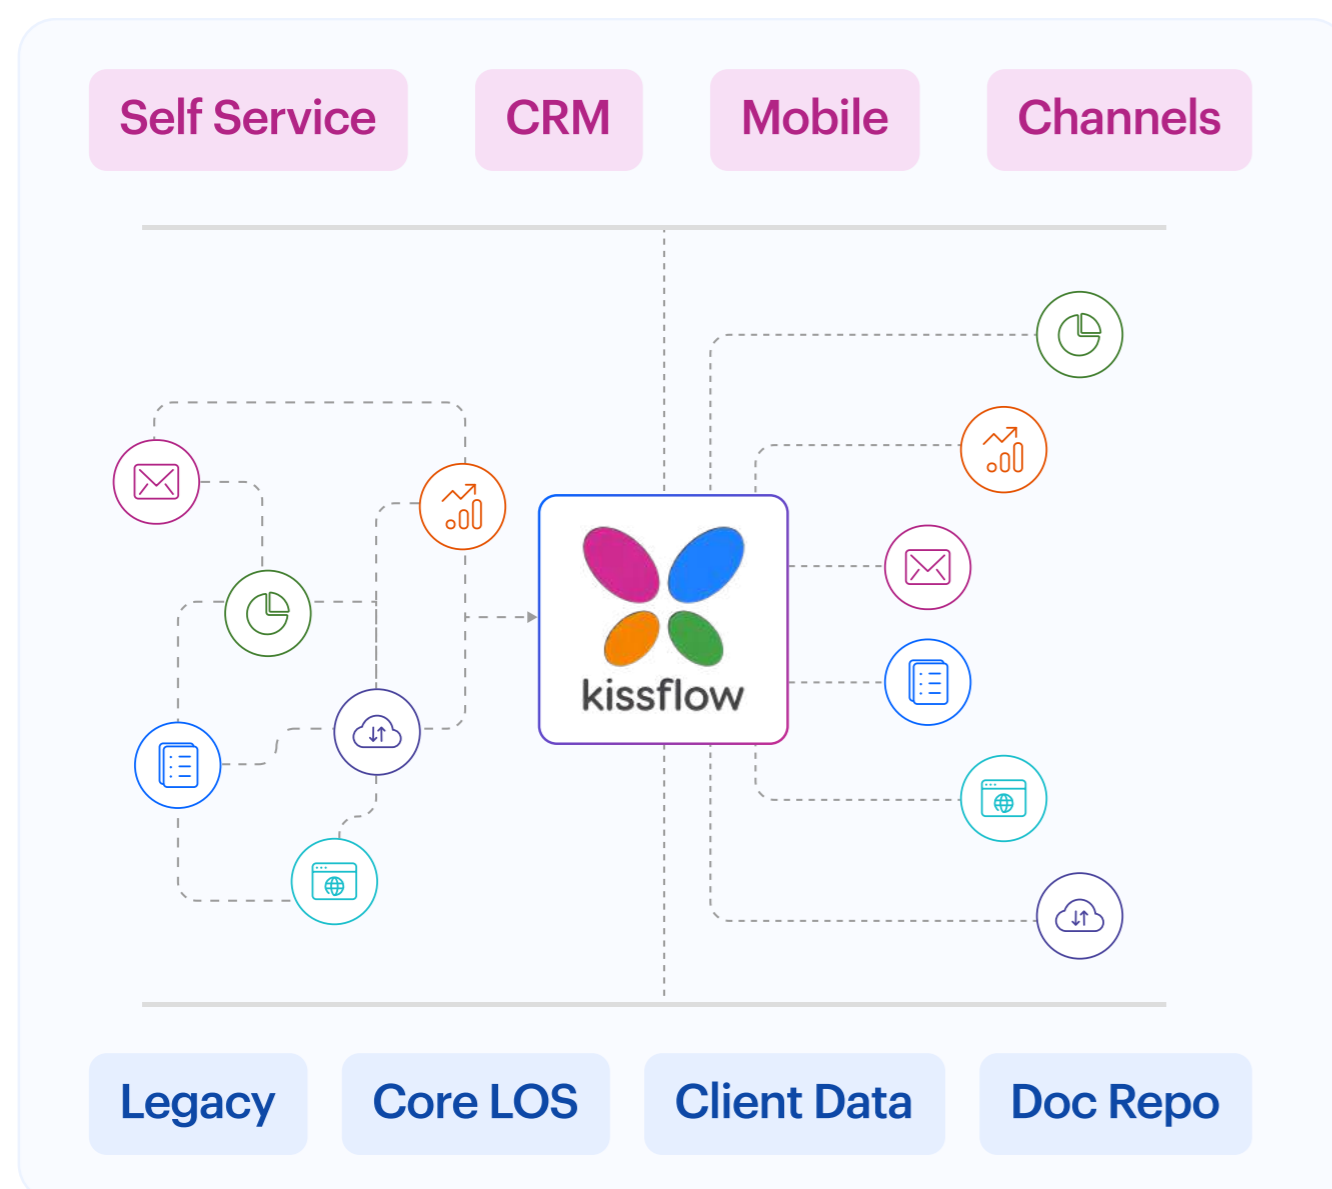 Self Service
CRM
Mobile
Channels
kissflow
Legacy
Core LOS
Client Data
Doc Repo